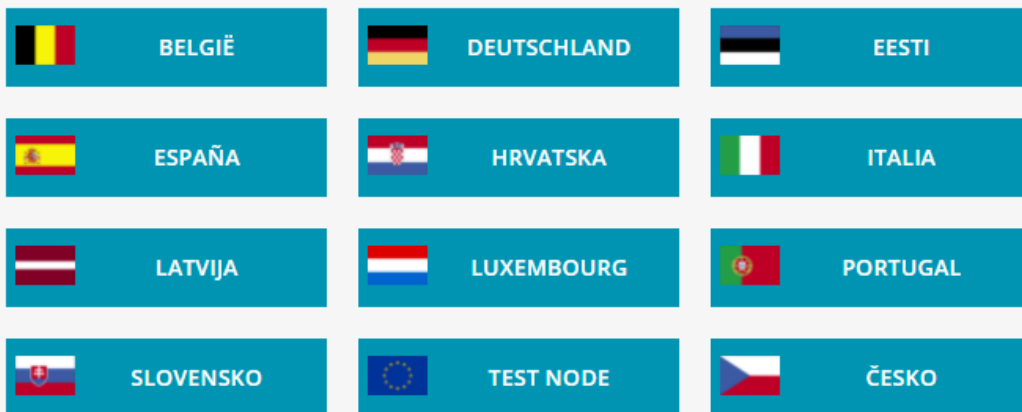 BELGIË
DEUTSCHLAND
EESTI
ESPAÑA
HRVATSKA
ITALIA
LATVIJA
LUXEMBOURG
PORTUGAL
SLOVENSKO
TEST NODE
ČESKO